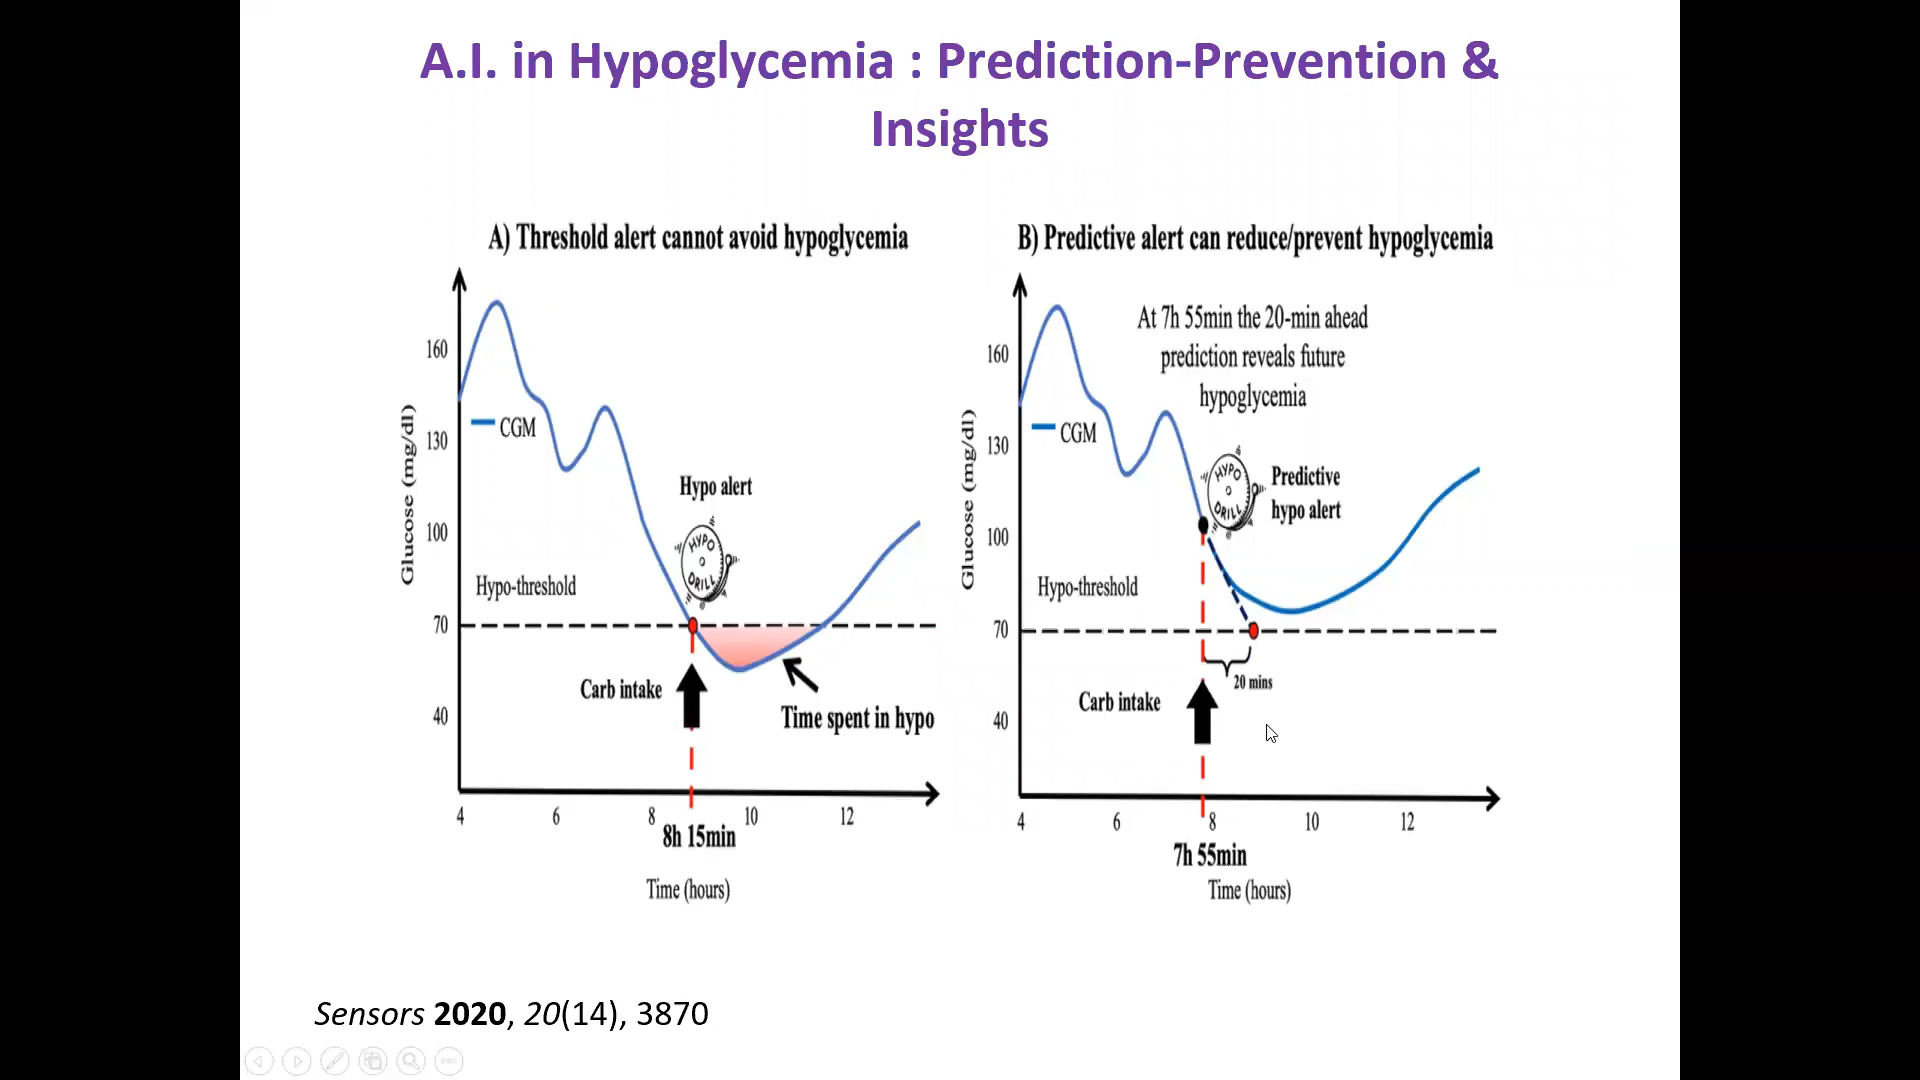 A.I. in Hypoglycemia : Prediction-Prevention &
Insights
A) Threshold alert cannot avoid hypoglycemia
160
130
100
70
40
Glucose (mg/dl)
CGM
Hypo alert
HYPO
DRILL
Hypo-threshold
Carb intake
Time spent in hypo
4
6
8
10
12
8h 15min
Time (hours)
B) Predictive alert can reduce/prevent hypoglycemia
At 7h 55min the 20-min ahead
prediction reveals future
hypoglycemia
160
130
100
70
40
Glucose (mg/dl)
CGM
HYPO
DRILL
Predictive
hypo alert
Hypo-threshold
20 mins
Carb intake
4
6
8
10
12
7h 55min
Time (hours)
Sensors 2020, 20(14), 3870